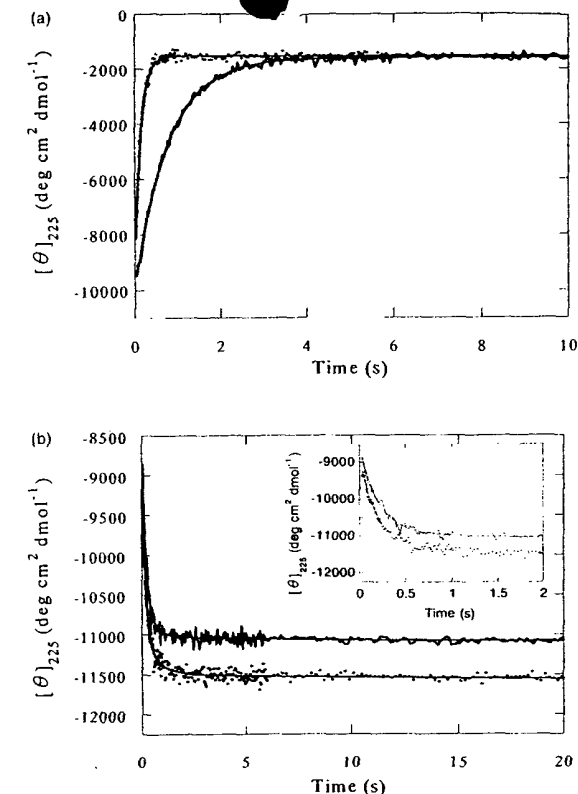 (a)
0
-2000
-4000
-6000
-8000
-10000
[θ]225 (deg cm² dmol⁻¹)
0 2 4 6 8 10
Time (s)
(b)
-8500
-9000
-9500
-10000
-10500
-11000
-11500
-12000
[θ]225 (deg cm² dmol⁻¹)
-9000
-10000
-11000
-12000
[θ]225 (deg cm² dmol⁻¹)
0 0.5 1 1.5 2
Time (s)
0 5 10 15 20
Time (s)